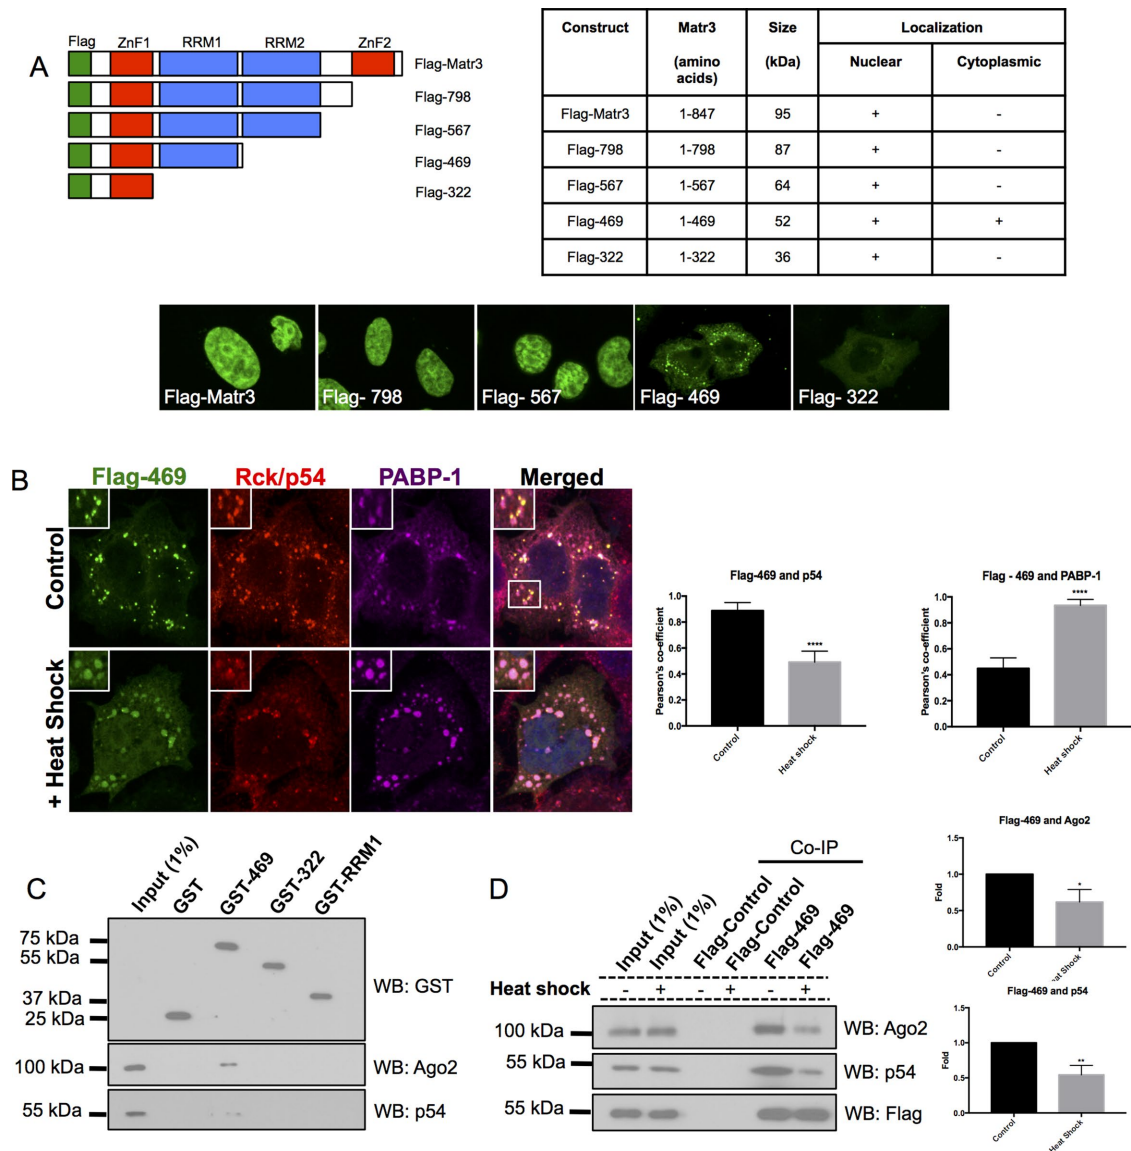 A
Flag ZnF1 RRM1 RRM2 ZnF2
Flag-Matr3
Flag-798
Flag-567
Flag-469
Flag-322
Construct Matr3 (amino acids) Size (kDa) Localization
Nuclear Cytoplasmic
Flag-Matr3 1-847 95 + -
Flag-798 1-798 87 + -
Flag-567 1-567 64 + -
Flag-469 1-469 52 + +
Flag-322 1-322 36 + -
Flag-Matr3 Flag- 798 Flag- 567 Flag- 469 Flag- 322
B
Flag-469 Rck/p54 PABP-1 Merged
Control
+ Heat Shock
Flag-469 and p54
Pearson's co-efficient
1.0
0.8
0.6
0.4
0.2
0.0
****
Control Heat shock
Flag - 469 and PABP-1
Pearson's co-efficient
1.0
0.8
0.6
0.4
0.2
0.0
****
Control Heat shock
C
Input (1%) GST GST-469 GST-322 GST-RRM1
75 kDa
55 kDa
37 kDa
25 kDa
WB: GST
100 kDa WB: Ago2
55 kDa WB: p54
D
Co-IP
Input (1%) Input (1%) Flag-Control Flag-Control Flag-469 Flag-469
Heat shock - + - + - +
100 kDa WB: Ago2
55 kDa WB: p54
55 kDa WB: Flag
Flag-469 and Ago2
Fold
1.5
1.0
0.5
0.0
*
Control Heat Shock
Flag-469 and p54
Fold
1.5
1.0
0.5
0.0
**
Control Heat Shock